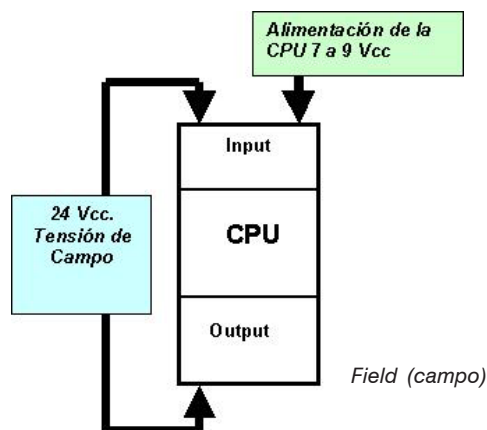 Alimentación de la
CPU 7 a 9 Vcc
Input
24 Vcc.
Tensión de
Campo
CPU
Output
Field (campo)